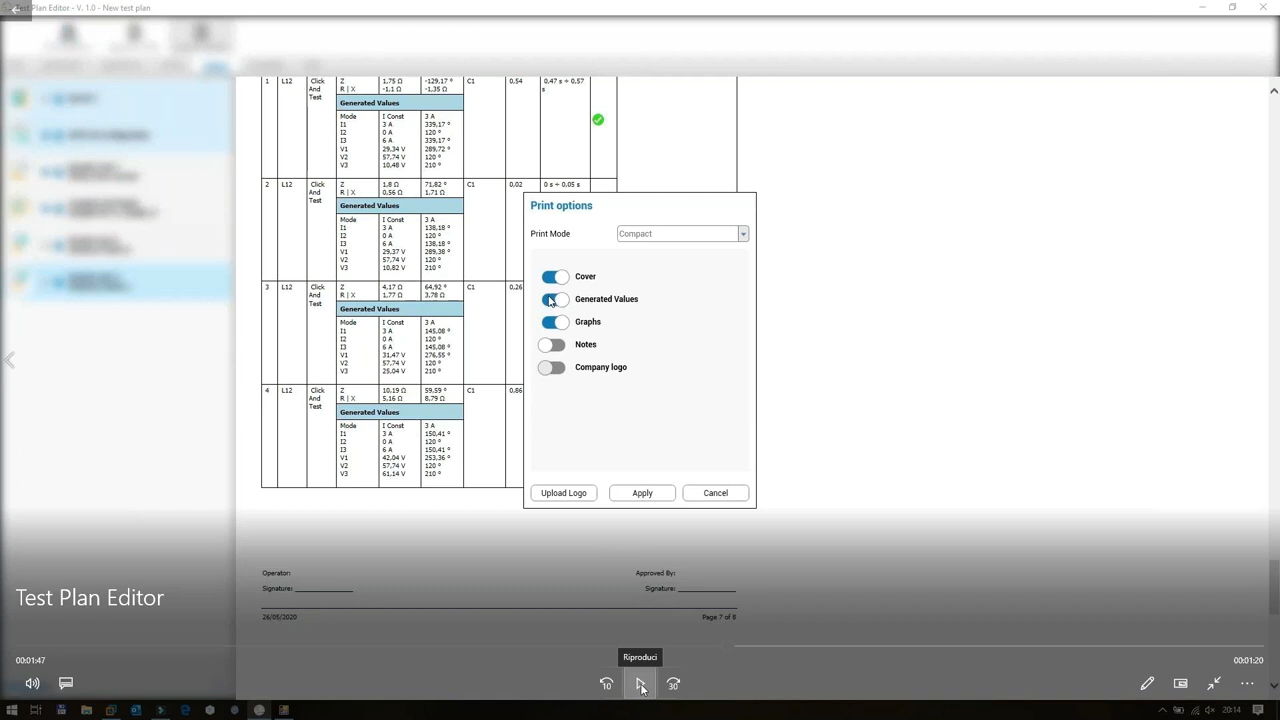 Test Plan Editor - V. 1.0 - New test plan
1 L12 Click And Test Z 1,75 Ω -129,17 ° C1 0,54 0,47 s ÷ 0,57 s
R | X -1,1 Ω -1,35 Ω
Generated Values
Mode I Const 3 A
I1 3 A 339,17 °
I2 0 A 120 °
I3 6 A 339,17 °
V1 29,34 V 289,72 °
V2 57,74 V 120 °
V3 10,48 V 210 °
2 L12 Click And Test Z 1,8 Ω 71,82 ° C1 0,02 0 s ÷ 0,05 s
R | X 0,56 Ω 1,71 Ω
Generated Values
Mode I Const 3 A
I1 3 A 138,18 °
I2 0 A 120 °
I3 6 A 138,18 °
V1 29,37 V 289,38 °
V2 57,74 V 120 °
V3 10,82 V 210 °
3 L12 Click And Test Z 4,17 Ω 64,92 ° C1 0,26
R | X 1,77 Ω 3,78 Ω
Generated Values
Mode I Const 3 A
I1 3 A 145,08 °
I2 0 A 120 °
I3 6 A 145,08 °
V1 31,47 V 276,55 °
V2 57,74 V 120 °
V3 25,04 V 210 °
4 L12 Click And Test Z 10,19 Ω 59,59 ° C1 0,86
R | X 5,16 Ω 8,79 Ω
Generated Values
Mode I Const 3 A
I1 3 A 150,41 °
I2 0 A 120 °
I3 6 A 150,41 °
V1 42,04 V 253,36 °
V2 57,74 V 120 °
V3 61,14 V 210 °
Print options
Print Mode Compact
Cover
Generated Values
Graphs
Notes
Company logo
Upload Logo Apply Cancel
Operator: Approved By:
Signature: Signature:
26/05/2020 Page 7 of 8
Test Plan Editor
Riproduci
00:01:47 00:01:20
10 30
20:14